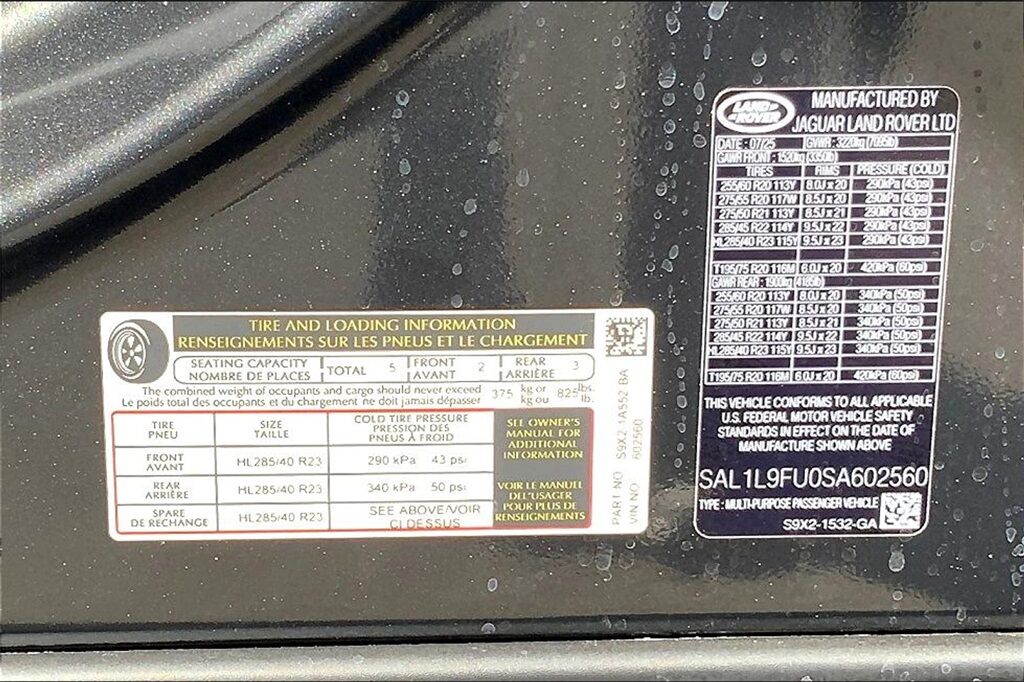 TIRE AND LOADING INFORMATION
RENSEIGNEMENTS SUR LES PNEUS ET LE CHARGEMENT
SEATING CAPACITY
NOMBRE DE PLACES
TOTAL 5
FRONT
AVANT 2
REAR
ARRIÈRE 3
The combined weight of occupants and cargo should never exceed 375 kg or 825 lbs.
Le poids total des occupants et du chargement ne doit jamais dépasser kg ou lb.
TIRE
PNEU
SIZE
TAILLE
COLD TIRE PRESSURE
PRESSION DES
PNEUS À FROID
FRONT
AVANT
HL285/40 R23
290 kPa 43 psi
REAR
ARRIÈRE
HL285/40 R23
340 kPa 50 psi
SPARE
DE RECHANGE
HL285/40 R23
SEE ABOVE/VOIR
CI DESSUS
SEE OWNER'S
MANUAL FOR
ADDITIONAL
INFORMATION
VOIR LE MANUEL
DEL'USAGER
POUR PLUS DE
RENSEIGNEMENTS
PART NO S9X2 1A552 BA
VIN NO 602560
LAND ROVER
MANUFACTURED BY
JAGUAR LAND ROVER LTD
DATE : 07/25 GVWR : 3220kg (7095lb)
GAWR FRONT : 1520kg (3350lb)
TIRES RIMS PRESSURE (COLD)
255/60 R20 113Y 8.0J x 20 290kPa (43psi)
275/55 R20 117W 8.5J x 20 290kPa (43psi)
275/50 R21 113Y 8.5J x 21 290kPa (43psi)
285/45 R22 114Y 9.5J x 22 290kPa (43psi)
HL285/40 R23 115Y 9.5J x 23 290kPa (43psi)
T195/75 R20 116M 6.0J x 20 420kPa (60psi)
GAWR REAR : 1900kg (4185lb)
255/60 R20 113Y 8.0J x 20 340kPa (50psi)
275/55 R20 117W 8.5J x 20 340kPa (50psi)
275/50 R21 113Y 8.5J x 21 340kPa (50psi)
285/45 R22 114Y 9.5J x 22 340kPa (50psi)
HL285/40 R23 115Y 9.5J x 23 340kPa (50psi)
T195/75 R20 116M 6.0J x 20 420kPa (60psi)
THIS VEHICLE CONFORMS TO ALL APPLICABLE
U.S. FEDERAL MOTOR VEHICLE SAFETY
STANDARDS IN EFFECT ON THE DATE OF
MANUFACTURE SHOWN ABOVE
SAL1L9FU0SA602560
TYPE : MULTI-PURPOSE PASSENGER VEHICLE
S9X2-1532-GA